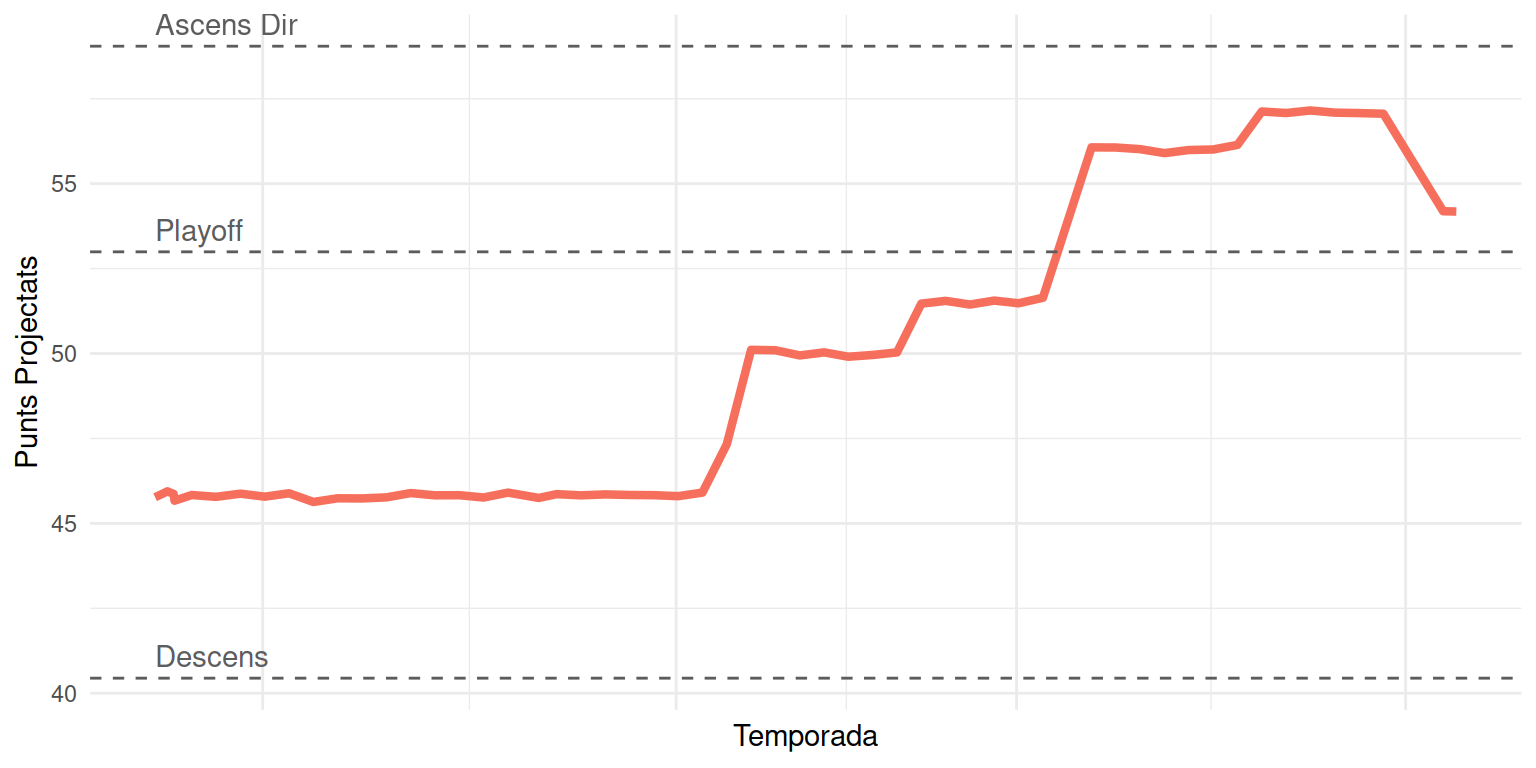 Ascens Dir
55
Playoff
Punts Projectats
50
45
Descens
40
Temporada